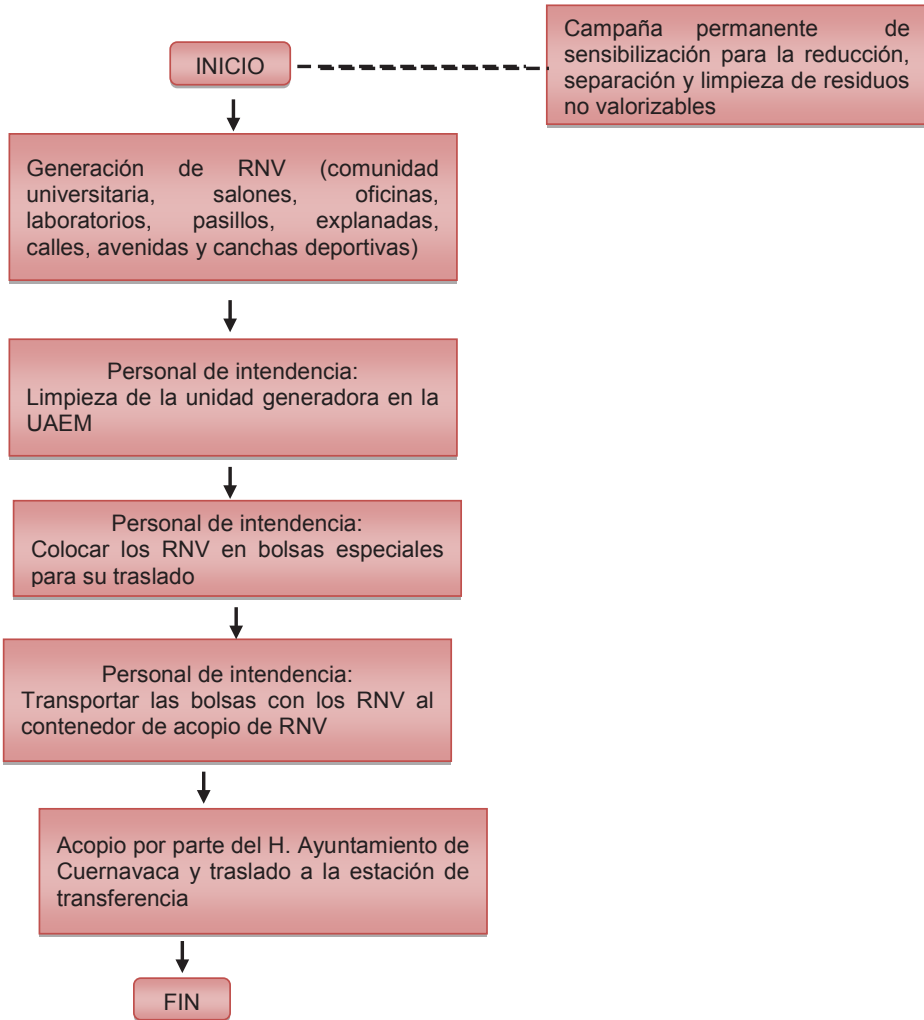 INICIO
Campaña permanente de
sensibilización para la reducción,
separación y limpieza de residuos
no valorizables
Generación de RNV (comunidad
universitaria, salones, oficinas,
laboratorios, pasillos, explanadas,
calles, avenidas y canchas deportivas)
Personal de intendencia:
Limpieza de la unidad generadora en la
UAEM
Personal de intendencia:
Colocar los RNV en bolsas especiales
para su traslado
Personal de intendencia:
Transportar las bolsas con los RNV al
contenedor de acopio de RNV
Acopio por parte del H. Ayuntamiento de
Cuernavaca y traslado a la estación de
transferencia
FIN